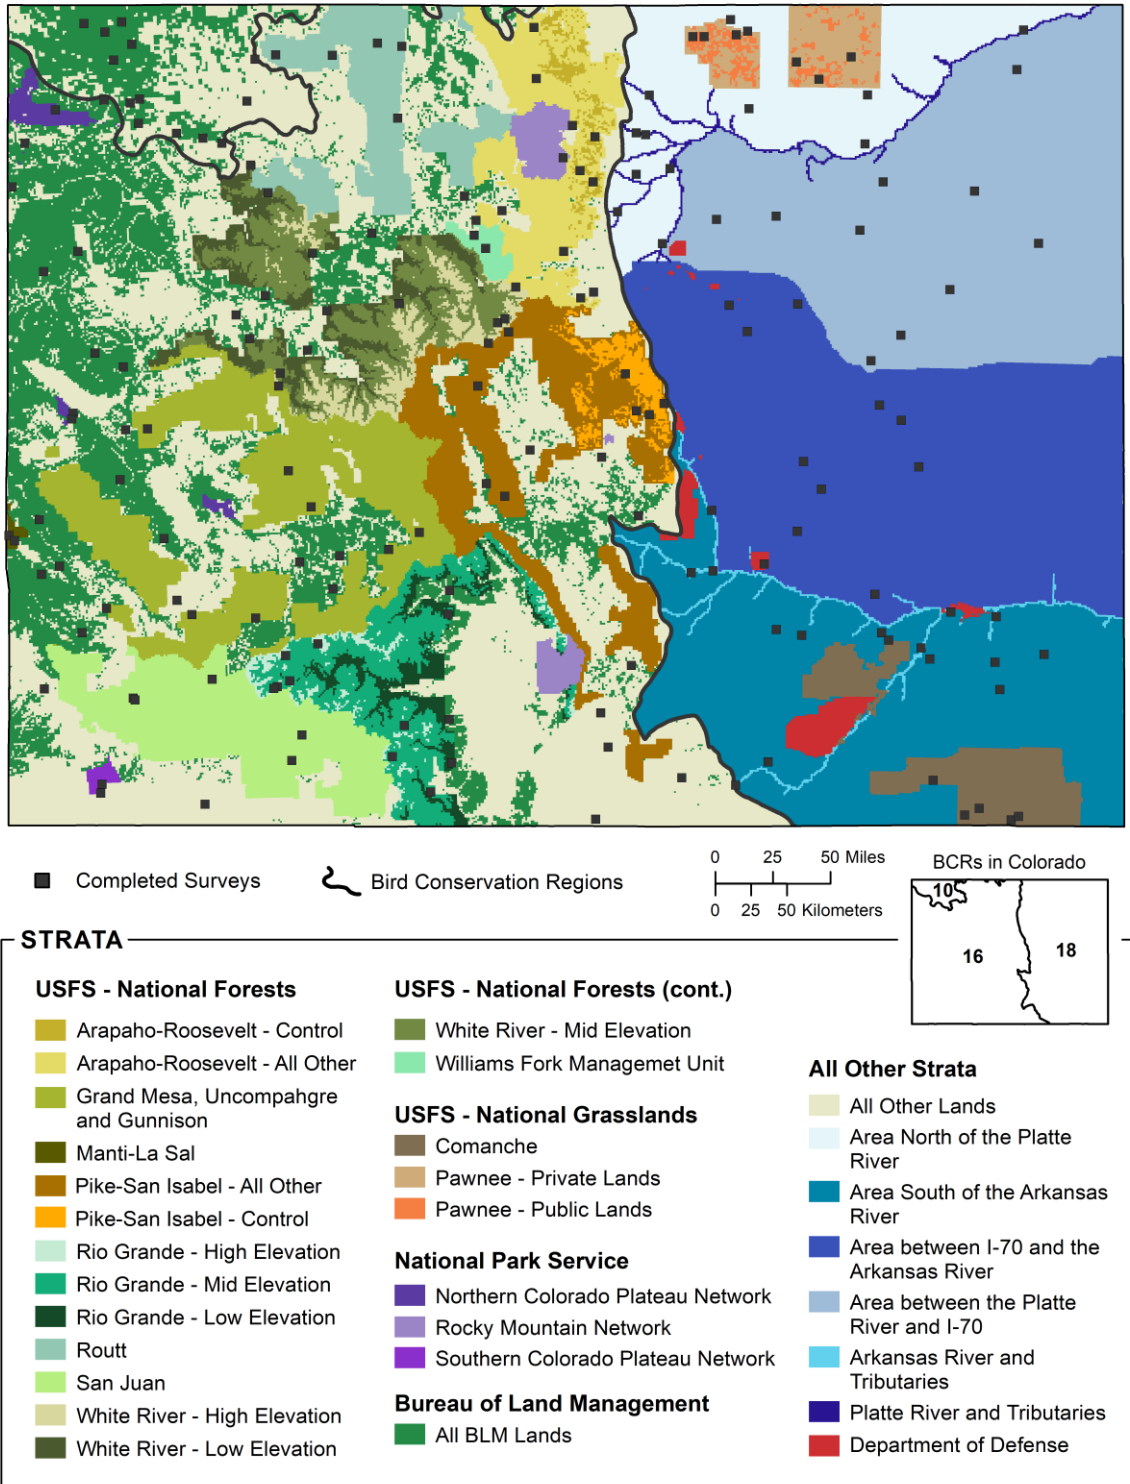 Completed Surveys
Bird Conservation Regions
0 25 50 Miles
0 25 50 Kilometers
BCRs in Colorado
10
16
18
STRATA
USFS - National Forests
Arapaho-Roosevelt - Control
Arapaho-Roosevelt - All Other
Grand Mesa, Uncompahgre
and Gunnison
Manti-La Sal
Pike-San Isabel - All Other
Pike-San Isabel - Control
Rio Grande - High Elevation
Rio Grande - Mid Elevation
Rio Grande - Low Elevation
Routt
San Juan
White River - High Elevation
White River - Low Elevation
USFS - National Forests (cont.)
White River - Mid Elevation
Williams Fork Managemet Unit
USFS - National Grasslands
Comanche
Pawnee - Private Lands
Pawnee - Public Lands
National Park Service
Northern Colorado Plateau Network
Rocky Mountain Network
Southern Colorado Plateau Network
Bureau of Land Management
All BLM Lands
All Other Strata
All Other Lands
Area North of the Platte
River
Area South of the Arkansas
River
Area between I-70 and the
Arkansas River
Area between the Platte
River and I-70
Arkansas River and
Tributaries
Platte River and Tributaries
Department of Defense